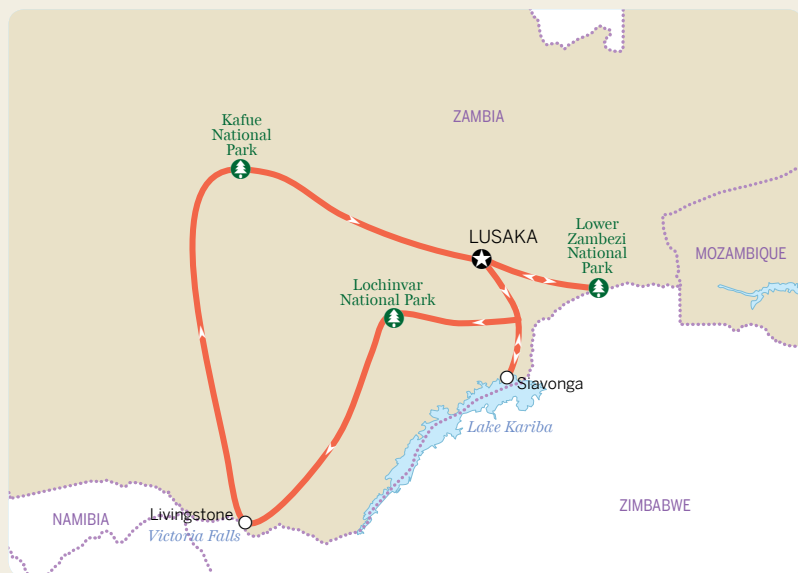 ZAMBIA
Kafue
National
Park
LUSAKA
Lower
Zambezi
National
Park
MOZAMBIQUE
Lochinvar
National Park
Siavonga
Lake Kariba
ZIMBABWE
Livingstone
NAMIBIA
Victoria Falls